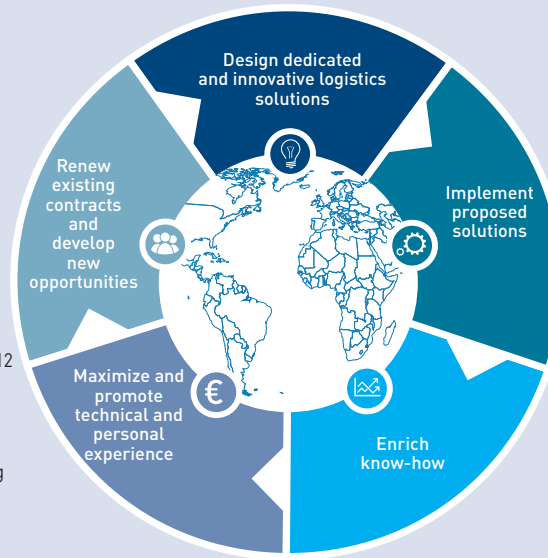 Design dedicated
and innovative logistics
solutions
Implement
proposed
solutions
Enrich
know-how
Maximize and
promote
technical and
personal
experience
€
Renew
existing
contracts
and
develop
new
opportunities
12
g